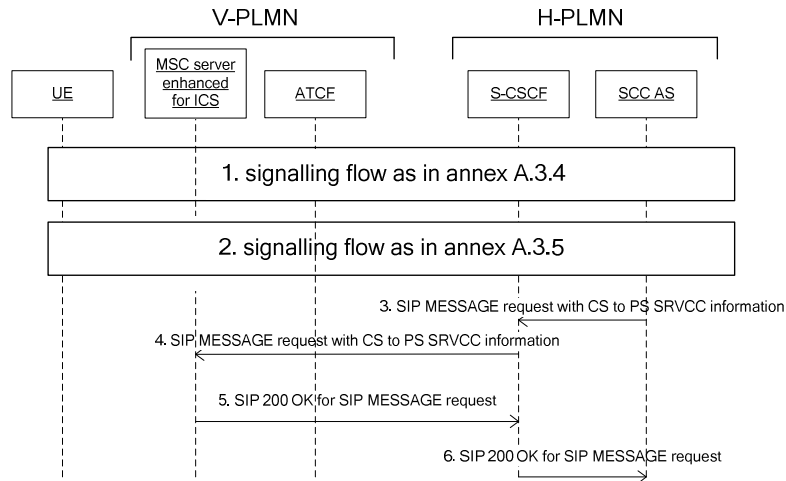 V-PLMN
H-PLMN
UE
MSC server
enhanced
for ICS
ATCF
S-CSCF
SCC AS
1. signalling flow as in annex A.3.4
2. signalling flow as in annex A.3.5
3. SIP MESSAGE request with CS to PS SRVCC information
4. SIP MESSAGE request with CS to PS SRVCC information
5. SIP 200 OK for SIP MESSAGE request
6. SIP 200 OK for SIP MESSAGE request